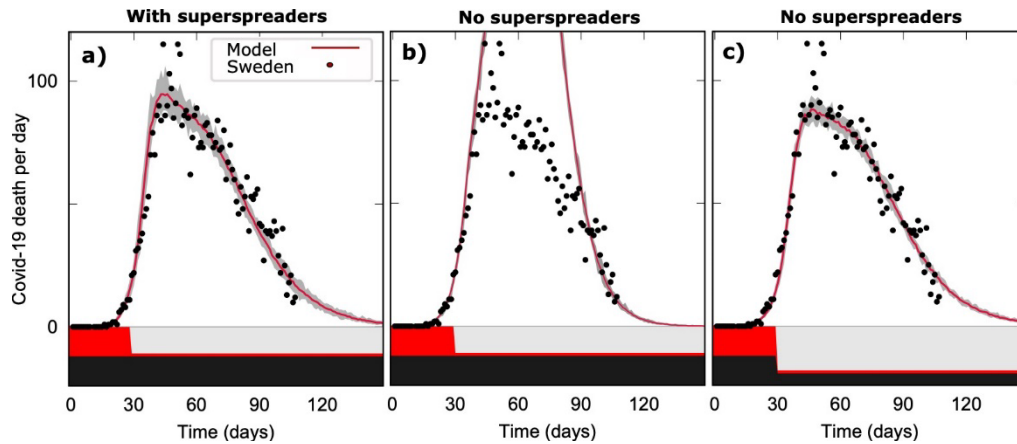 With superspreaders
No superspreaders
No superspreaders
a)
Model
Sweden
b)
c)
Covid-19 death per day
100
0
0 30 60 90 120
0 30 60 90 120
0 30 60 90 120
Time (days)
Time (days)
Time (days)